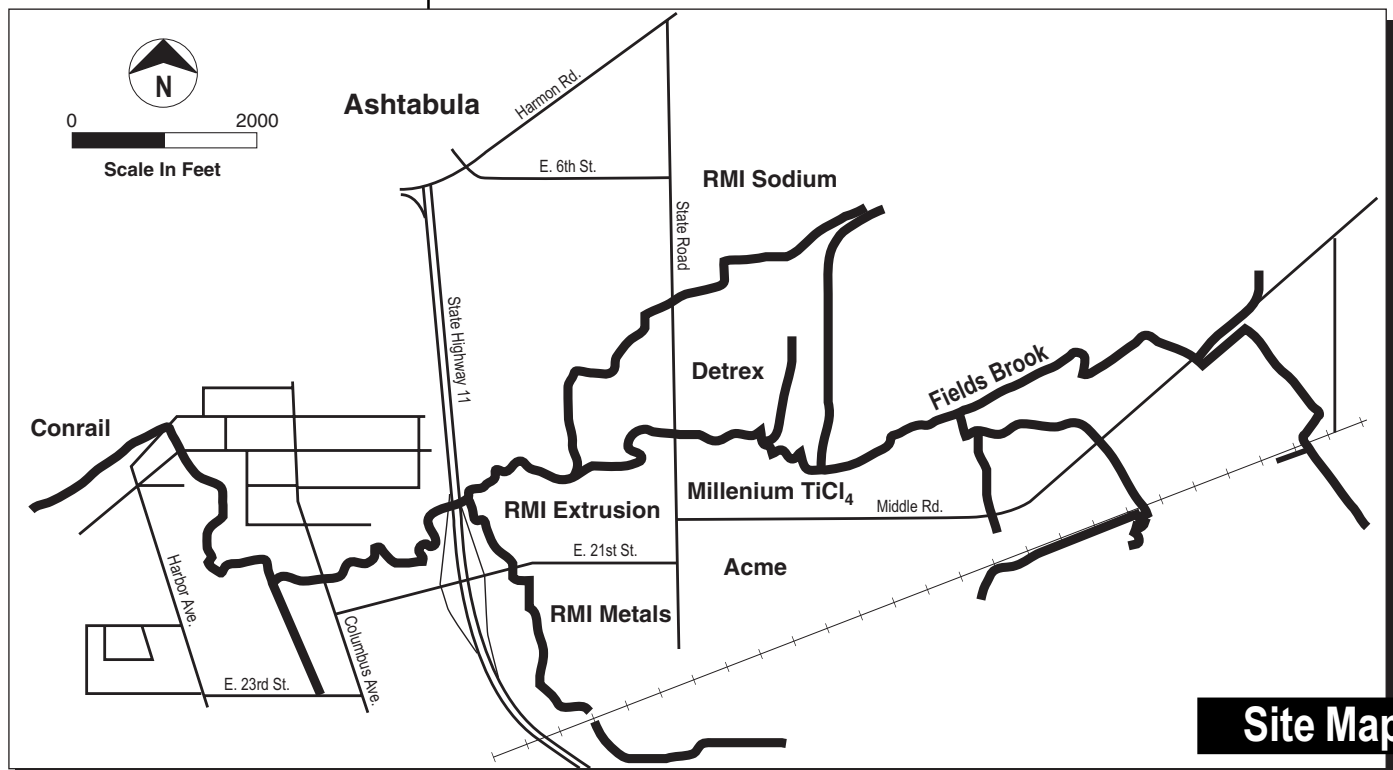 N
0 2000
Scale In Feet
Ashtabula
Harmon Rd.
E. 6th St.
RMI Sodium
State Road
State Highway 11
Detrex
Fields Brook
Conrail
Millenium TiCl₄
RMI Extrusion
Middle Rd.
E. 21st St.
Acme
Harbor Ave.
RMI Metals
Columbus Ave.
E. 23rd St.
Site Map